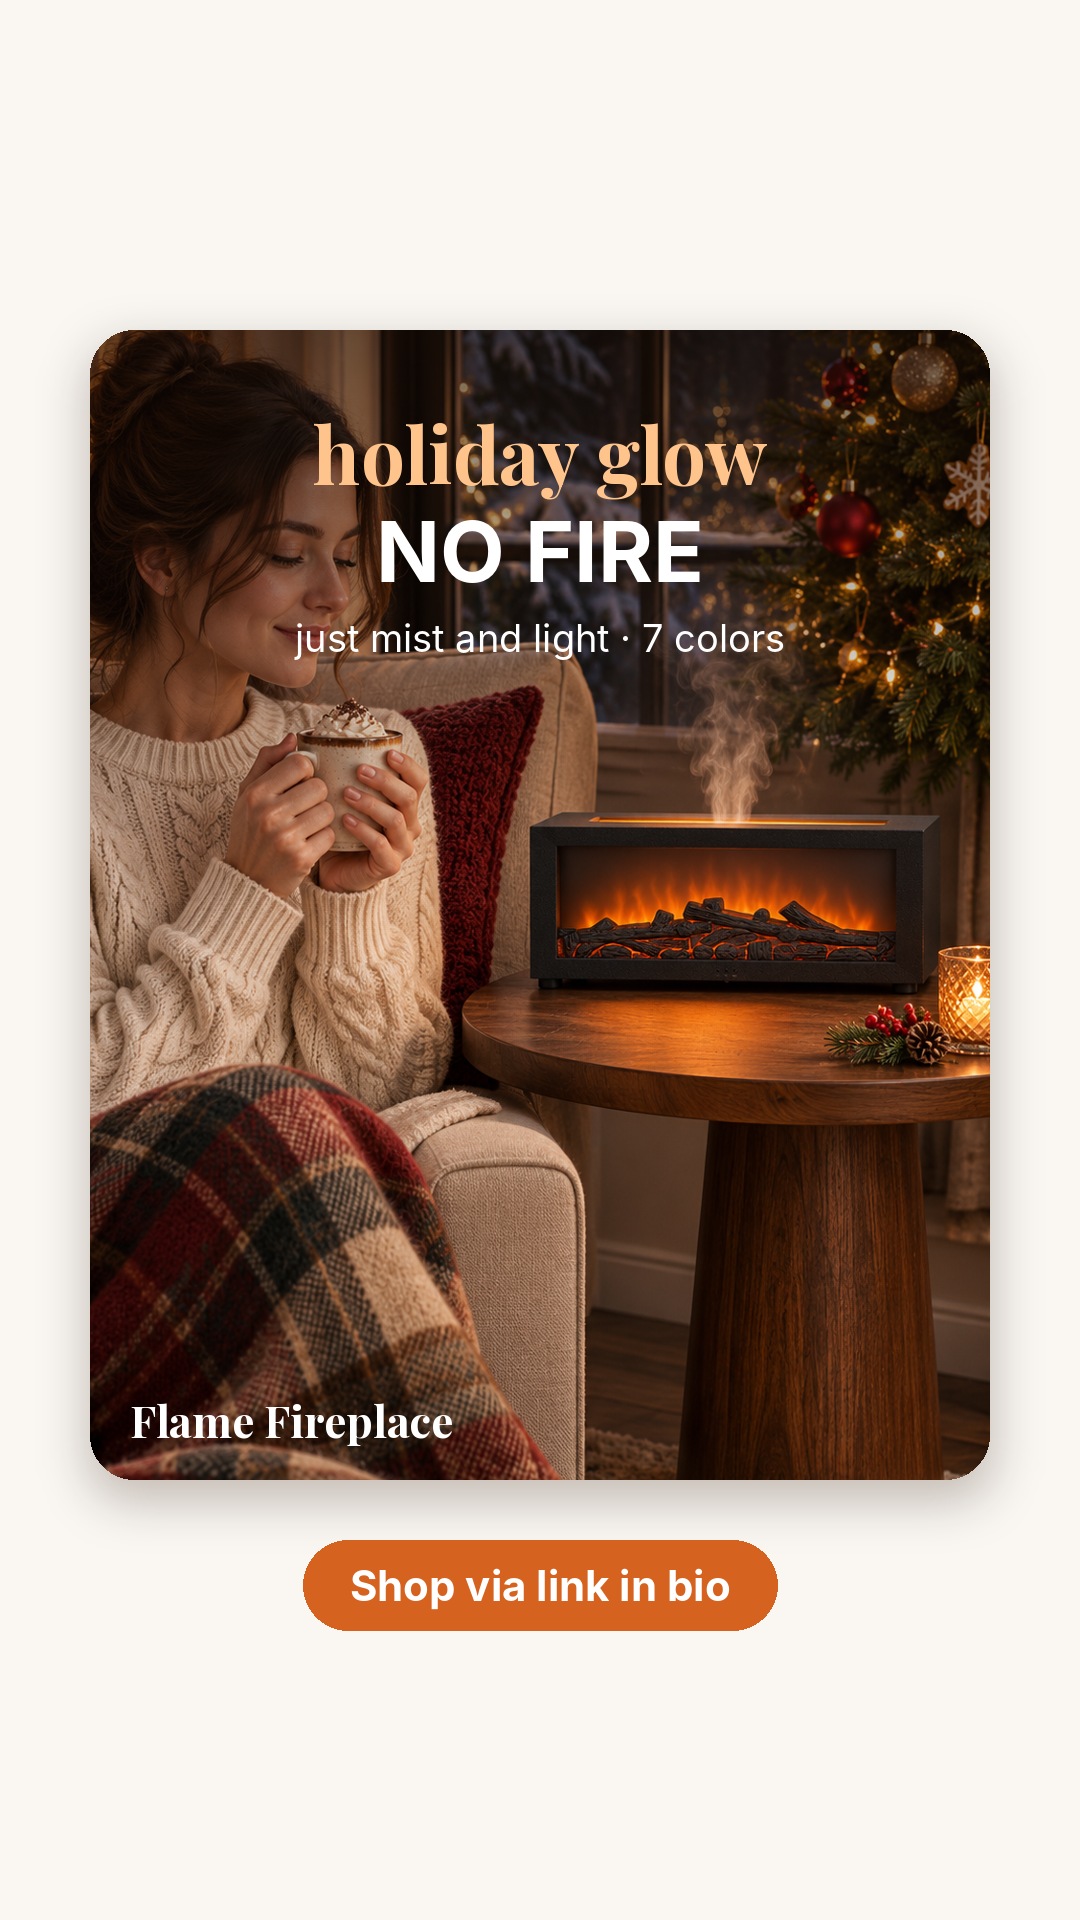 holiday glow
NO FIRE
just mist and light · 7 colors
Flame Fireplace
Shop via link in bio